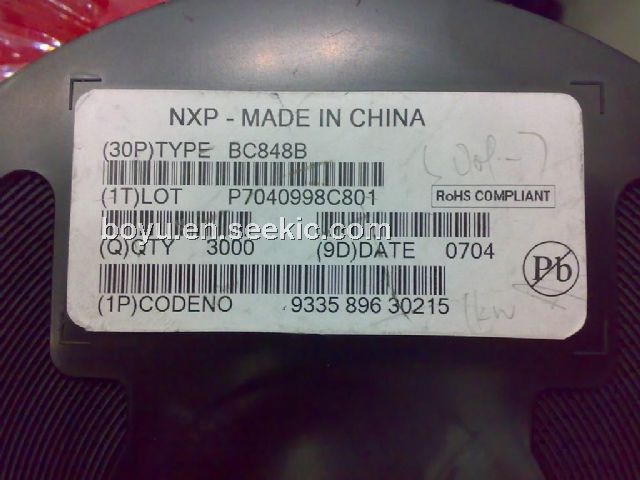 NXP - MADE IN CHINA
(30P)TYPE BC848B
(1T)LOT P7040998C801
RoHS COMPLIANT
boyu.en.seekic.com
(Q)QTY 3000 (9D)DATE 0704
Pb
(1P)CODENO 9335 896 30215